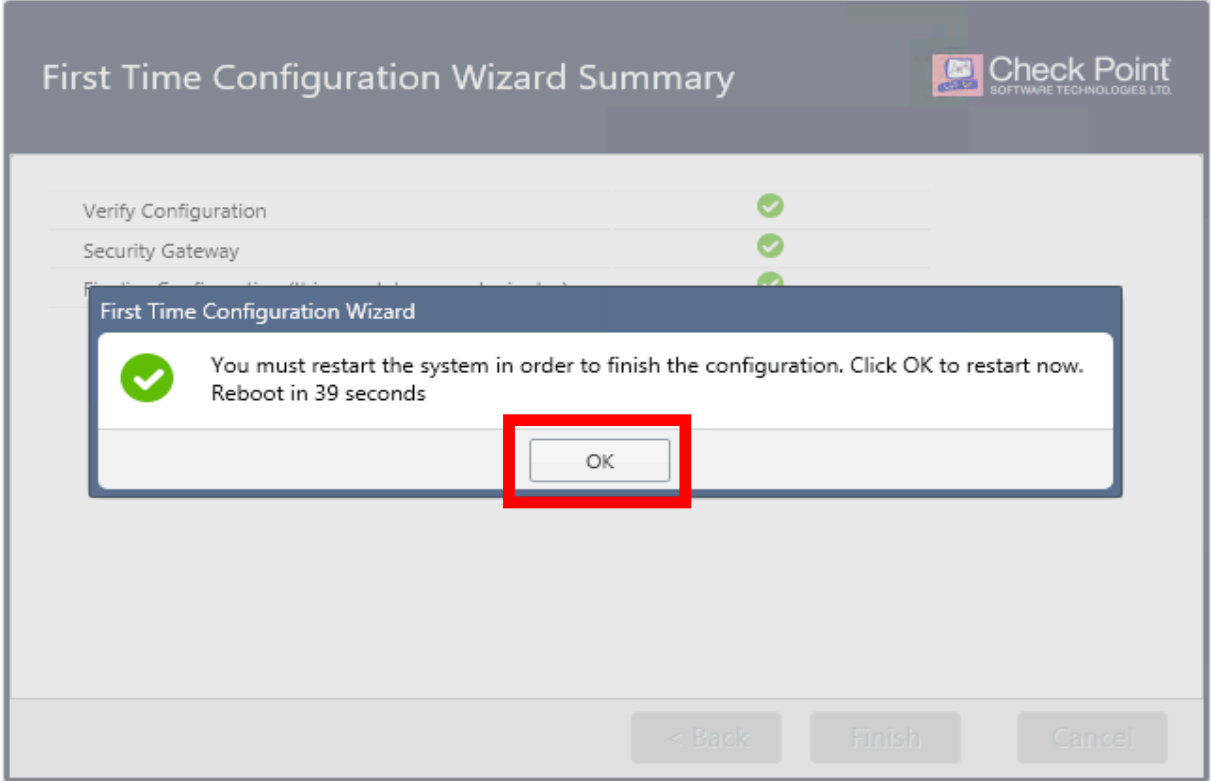 First Time Configuration Wizard Summary
Check Point
SOFTWARE TECHNOLOGIES LTD.
Verify Configuration
Security Gateway
First Time Configuration Wizard
You must restart the system in order to finish the configuration. Click OK to restart now.
Reboot in 39 seconds
OK
< Back
Finish
Cancel